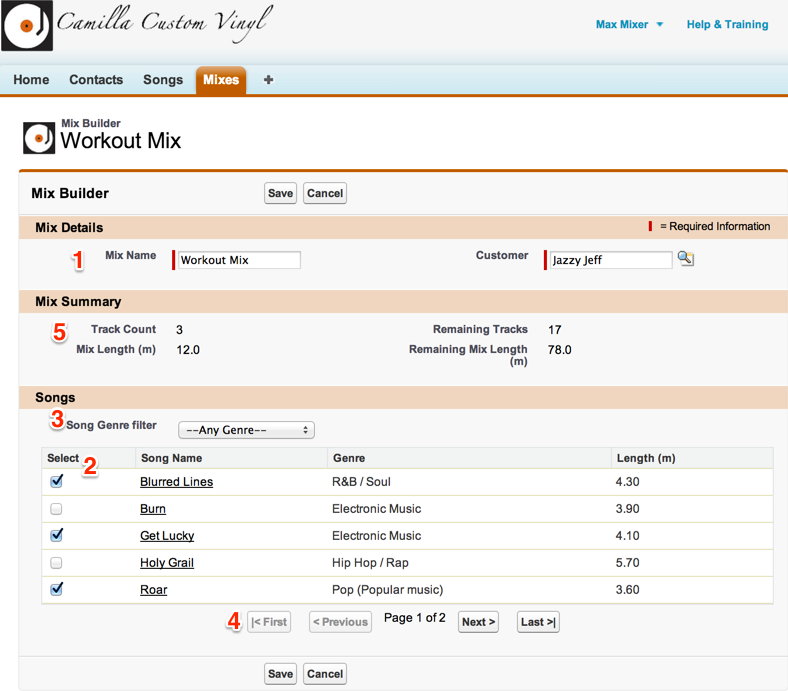 Camilla Custom Vinyl
Max Mixer Help & Training
Home Contacts Songs Mixes +
Mix Builder
Workout Mix
Mix Builder Save Cancel
Mix Details = Required Information
1 Mix Name Workout Mix Customer Jazzy Jeff
Mix Summary
5 Track Count 3 Remaining Tracks 17
Mix Length (m) 12.0 Remaining Mix Length (m) 78.0
Songs
3 Song Genre filter --Any Genre--
Select 2 Song Name Genre Length (m)
Blurred Lines R&B / Soul 4.30
Burn Electronic Music 3.90
Get Lucky Electronic Music 4.10
Holy Grail Hip Hop / Rap 5.70
Roar Pop (Popular music) 3.60
4 |< First < Previous Page 1 of 2 Next > Last >|
Save Cancel